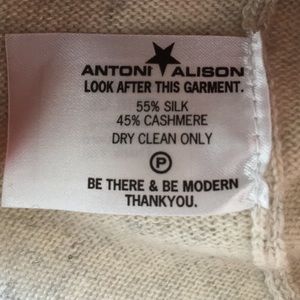 ANTONI ★ ALISON
LOOK AFTER THIS GARMENT.
55% SILK
45% CASHMERE
DRY CLEAN ONLY
P
BE THERE & BE MODERN
THANKYOU.